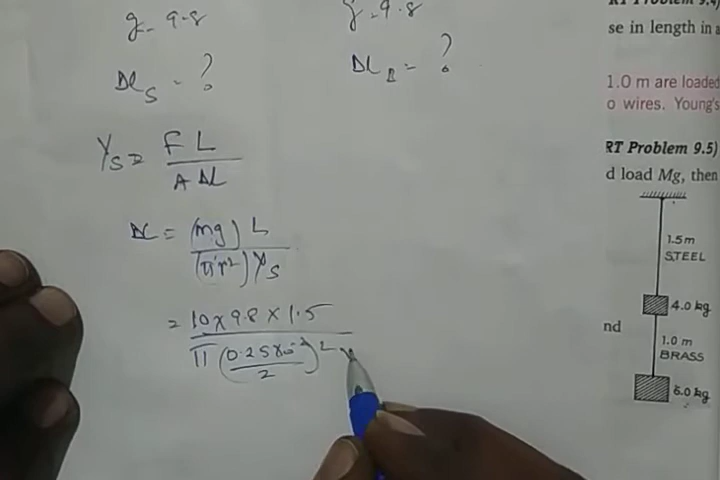 g = 9.8
g = 9.8
Δl_S = ?
Δl_B = ?
Y_S = FL / AΔL
Δl = (mg) L / (πr²) Y_S
= 10 × 9.8 × 1.5 / π (0.25 × 10⁻² / 2)² ×
se in length in a
1.0 m are loaded
o wires. Young's
RT Problem 9.5)
d load Mg, then
1.5 m
STEEL
4.0 kg
nd
1.0 m
BRASS
6.0 kg